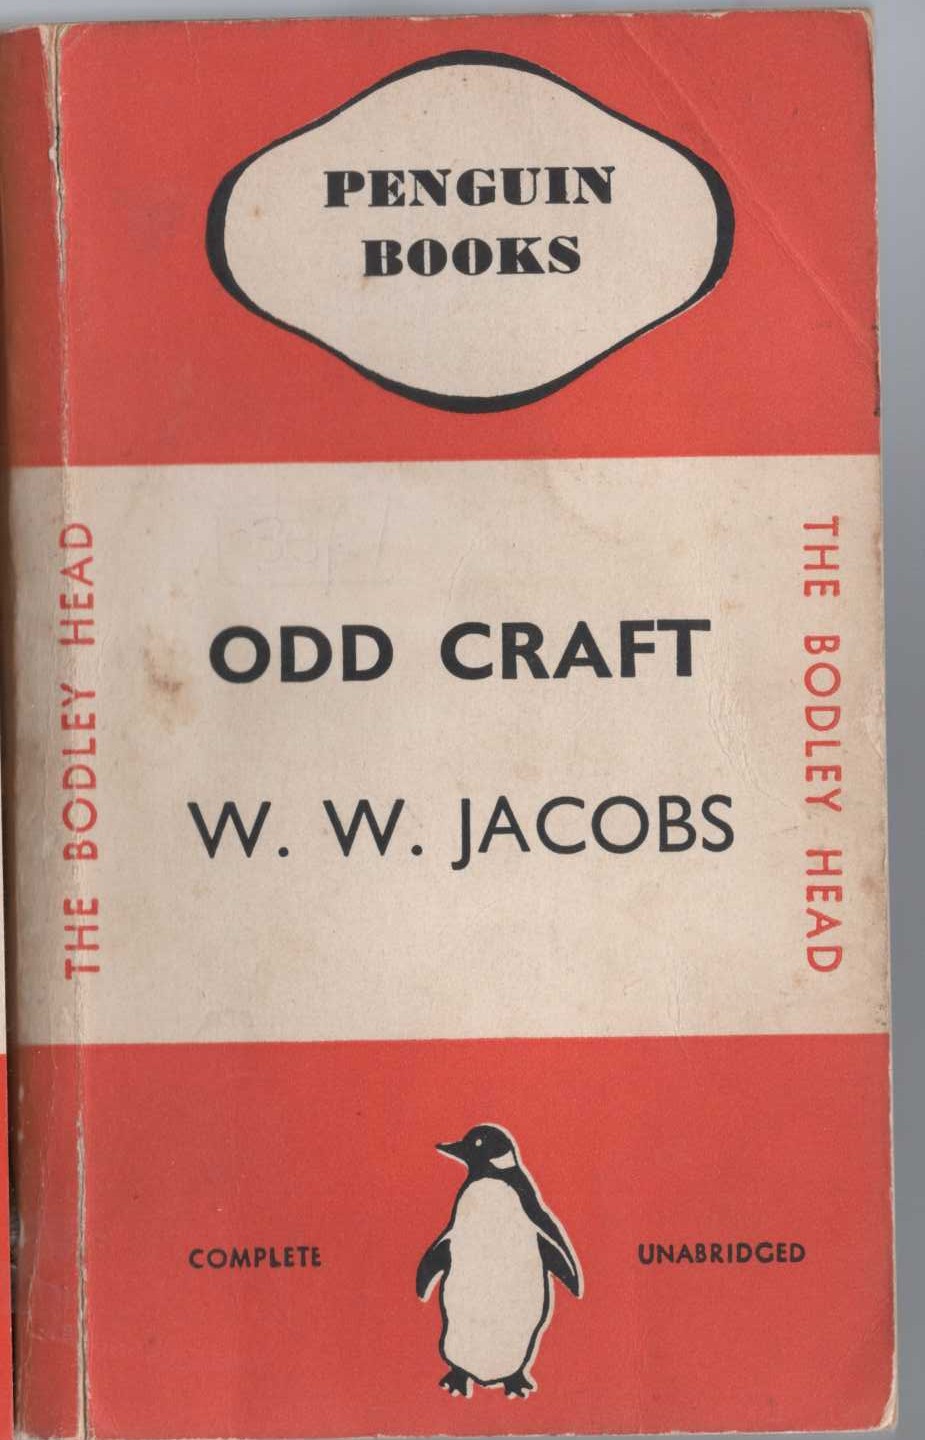 PENGUIN
BOOKS
THE BODLEY HEAD
THE BODLEY HEAD
ODD CRAFT
W. W. JACOBS
COMPLETE
UNABRIDGED